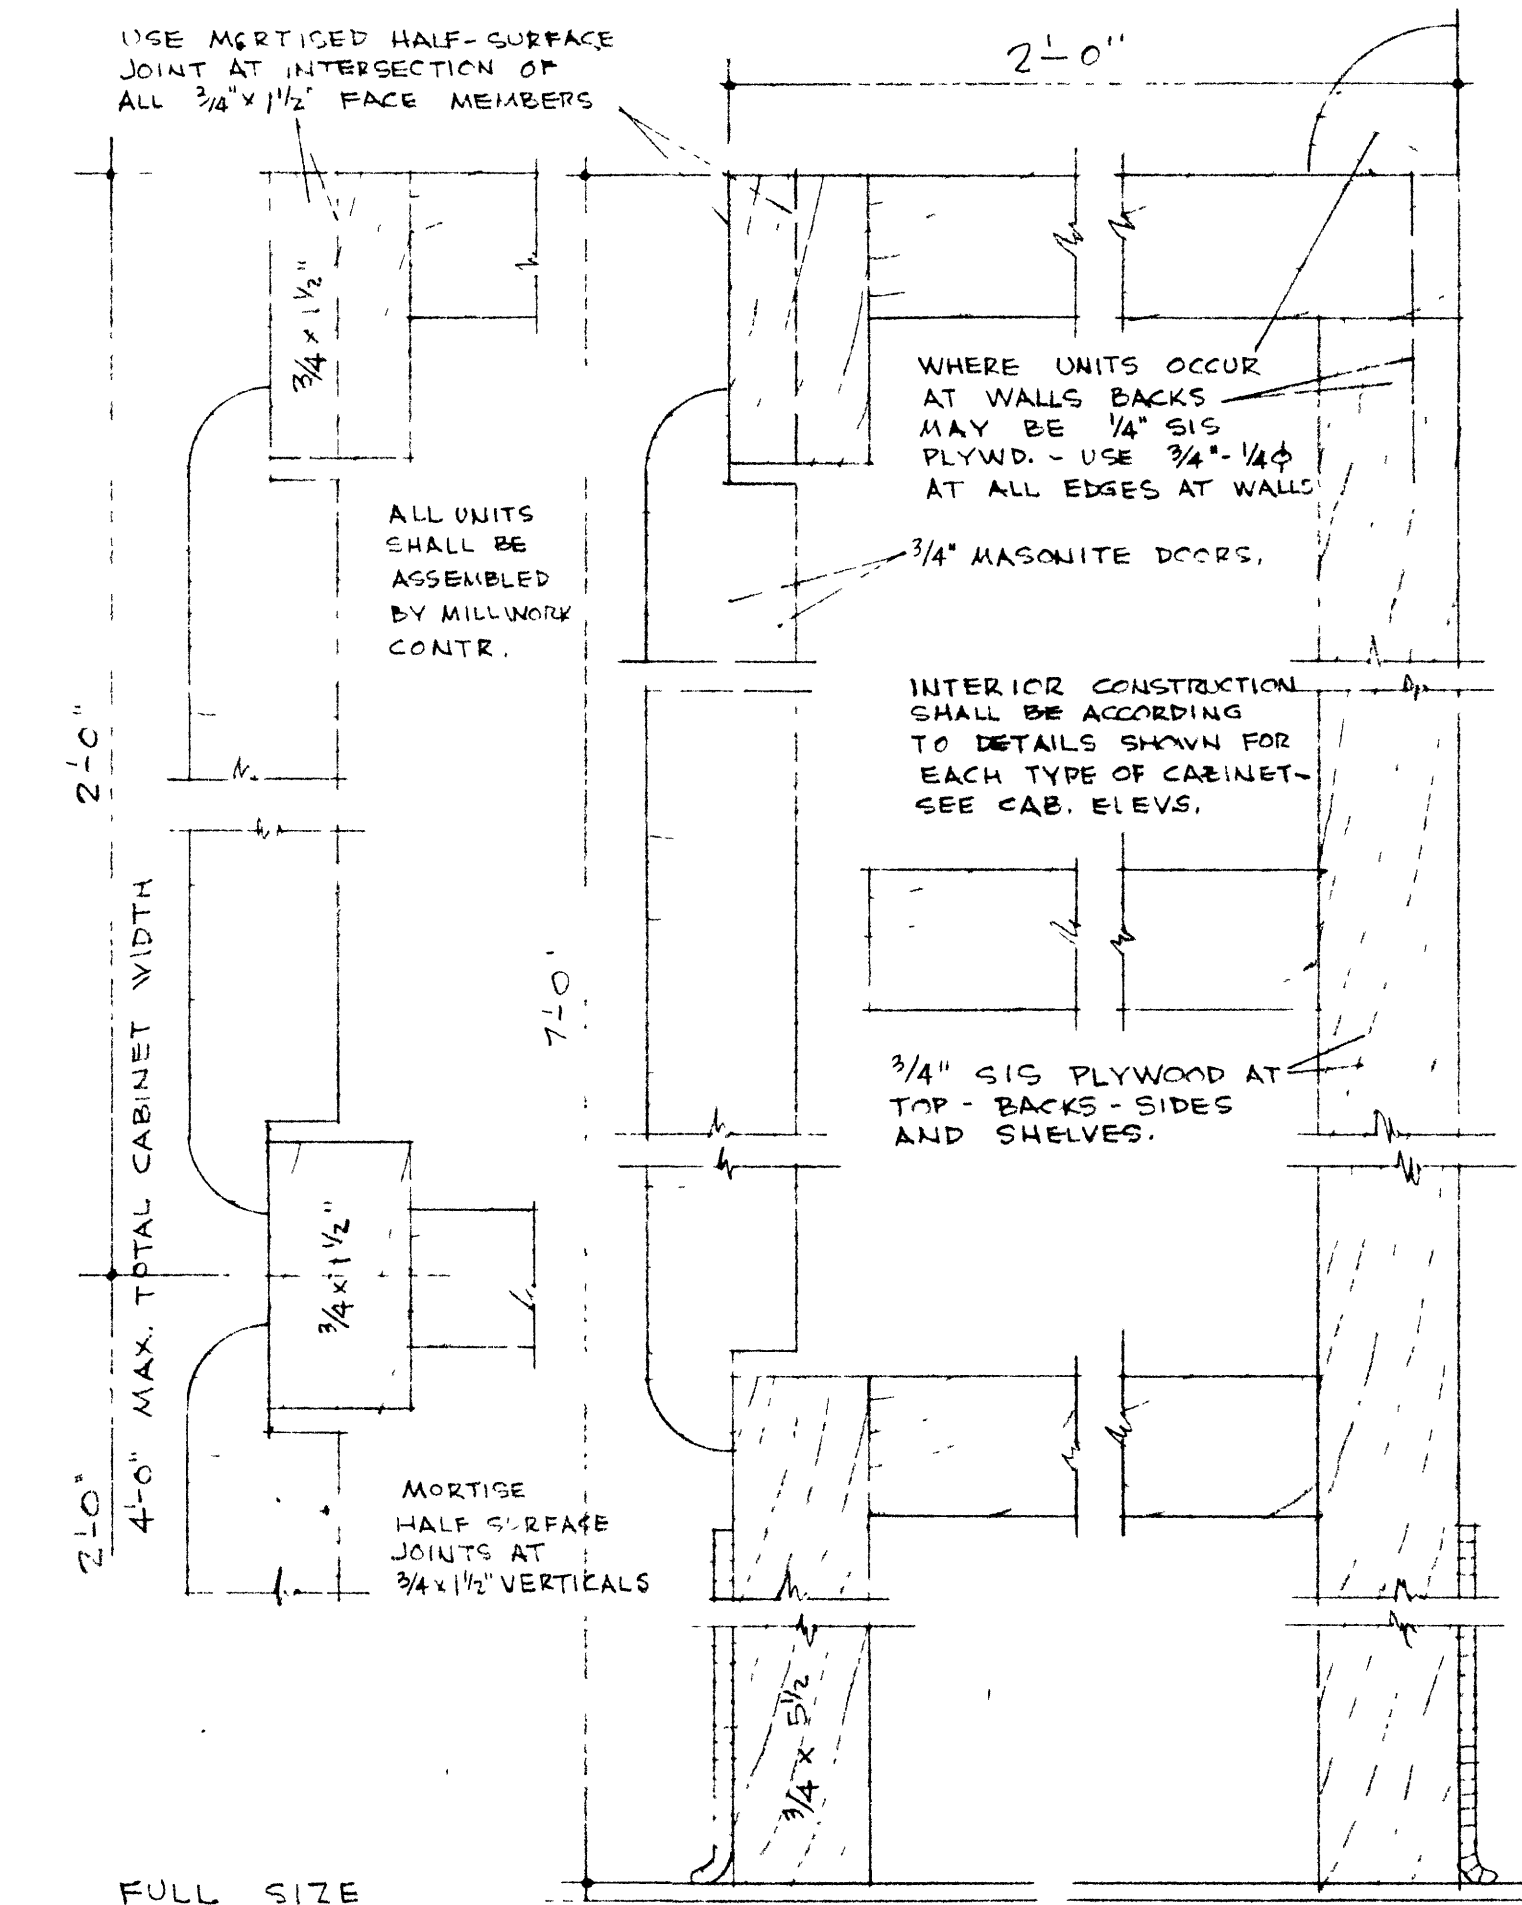 USE MORTISED HALF-SURFACE
JOINT AT INTERSECTION OF
ALL 3/4" x 1 1/2" FACE MEMBERS
2'-0"
3/4 x 1 1/2"
WHERE UNITS OCCUR
AT WALLS BACKS
MAY BE 1/4" SIS
PLYWD. - USE 3/4"- 1/4
AT ALL EDGES AT WALLS
ALL UNITS
SHALL BE
ASSEMBLED
BY MILLWORK
CONTR.
3/4" MASONITE DOORS.
INTERIOR CONSTRUCTION
SHALL BE ACCORDING
TO DETAILS SHOWN FOR
EACH TYPE OF CABINET-
SEE CAB. ELEVS.
2'-0"
4'-0" MAX. TOTAL CABINET WIDTH
7'-0'
3/4" SIS PLYWOOD AT
TOP - BACKS - SIDES
AND SHELVES.
3/4 x 1 1/2"
2'-0"
MORTISE
HALF SURFACE
JOINTS AT
3/4 x 1 1/2" VERTICALS
3/4 x 5 1/2
FULL SIZE